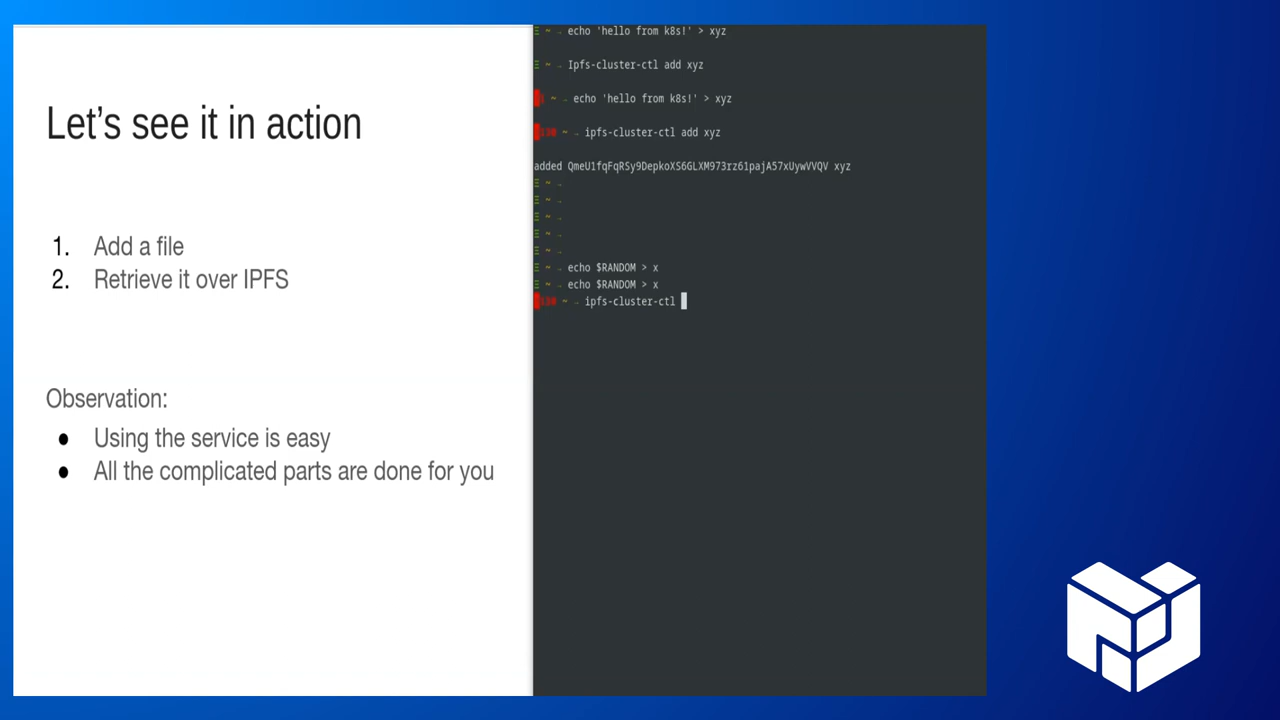 Let's see it in action
1. Add a file
2. Retrieve it over IPFS
Observation:
● Using the service is easy
● All the complicated parts are done for you
~ → echo 'hello from k8s!' > xyz
~ → Ipfs-cluster-ctl add xyz
~ → echo 'hello from k8s!' > xyz
130 ~ → ipfs-cluster-ctl add xyz
added QmeU1fqFqRSy9DepkoXS6GLXM973rz61pajA57xUywVVQV xyz
~ →
~ →
~ →
~ →
~ →
~ → echo $RANDOM > x
~ → echo $RANDOM > x
130 ~ → ipfs-cluster-ctl